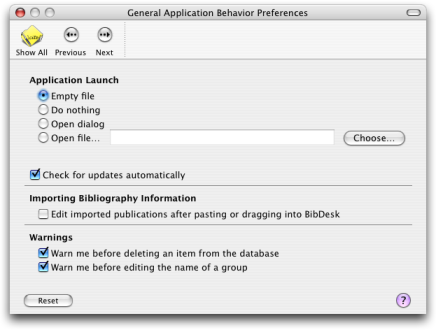 General Application Behavior Preferences
Show All Previous Next
Application Launch
Empty file
Do nothing
Open dialog
Open file...
Choose...
Check for updates automatically
Importing Bibliography Information
Edit imported publications after pasting or dragging into BibDesk
Warnings
Warn me before deleting an item from the database
Warn me before editing the name of a group
Reset
?